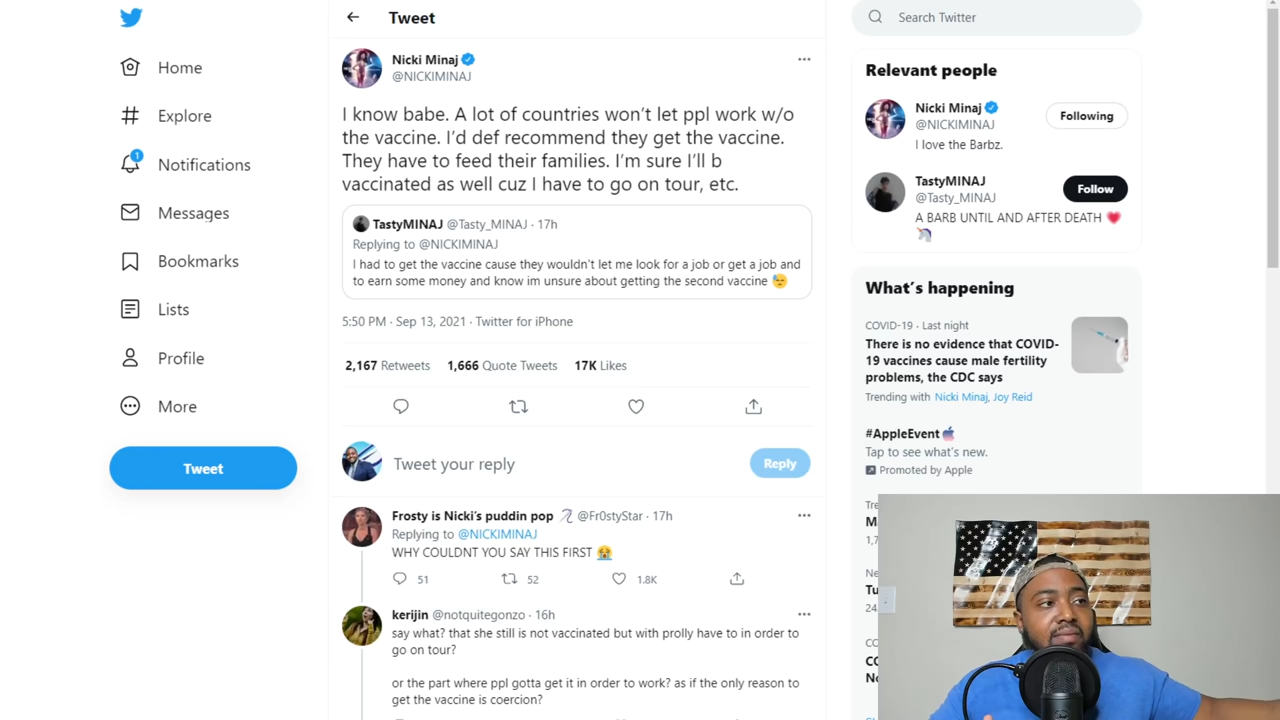 Home
Explore
1
Notifications
Messages
Bookmarks
Lists
Profile
More
Tweet
Tweet
Nicki Minaj
@NICKIMINAJ
I know babe. A lot of countries won't let ppl work w/o
the vaccine. I'd def recommend they get the vaccine.
They have to feed their families. I'm sure I'll b
vaccinated as well cuz I have to go on tour, etc.
TastyMINAJ @Tasty_MINAJ · 17h
Replying to @NICKIMINAJ
I had to get the vaccine cause they wouldn't let me look for a job or get a job and
to earn some money and know im unsure about getting the second vaccine 😓
5:50 PM · Sep 13, 2021 · Twitter for iPhone
2,167 Retweets 1,666 Quote Tweets 17K Likes
Tweet your reply
Reply
Frosty is Nicki's puddin pop @Fr0styStar · 17h
Replying to @NICKIMINAJ
WHY COULDNT YOU SAY THIS FIRST 😭
51 52 1.8K
kerijin @notquitegonzo · 16h
say what? that she still is not vaccinated but with prolly have to in order to
go on tour?
or the part where ppl gotta get it in order to work? as if the only reason to
get the vaccine is coercion?
Search Twitter
Relevant people
Nicki Minaj
@NICKIMINAJ
Following
I love the Barbz.
TastyMINAJ
@Tasty_MINAJ
Follow
A BARB UNTIL AND AFTER DEATH 💗
🦄
What's happening
COVID-19 · Last night
There is no evidence that COVID-
19 vaccines cause male fertility
problems, the CDC says
Trending with Nicki Minaj, Joy Reid
#AppleEvent
Tap to see what's new.
Promoted by Apple